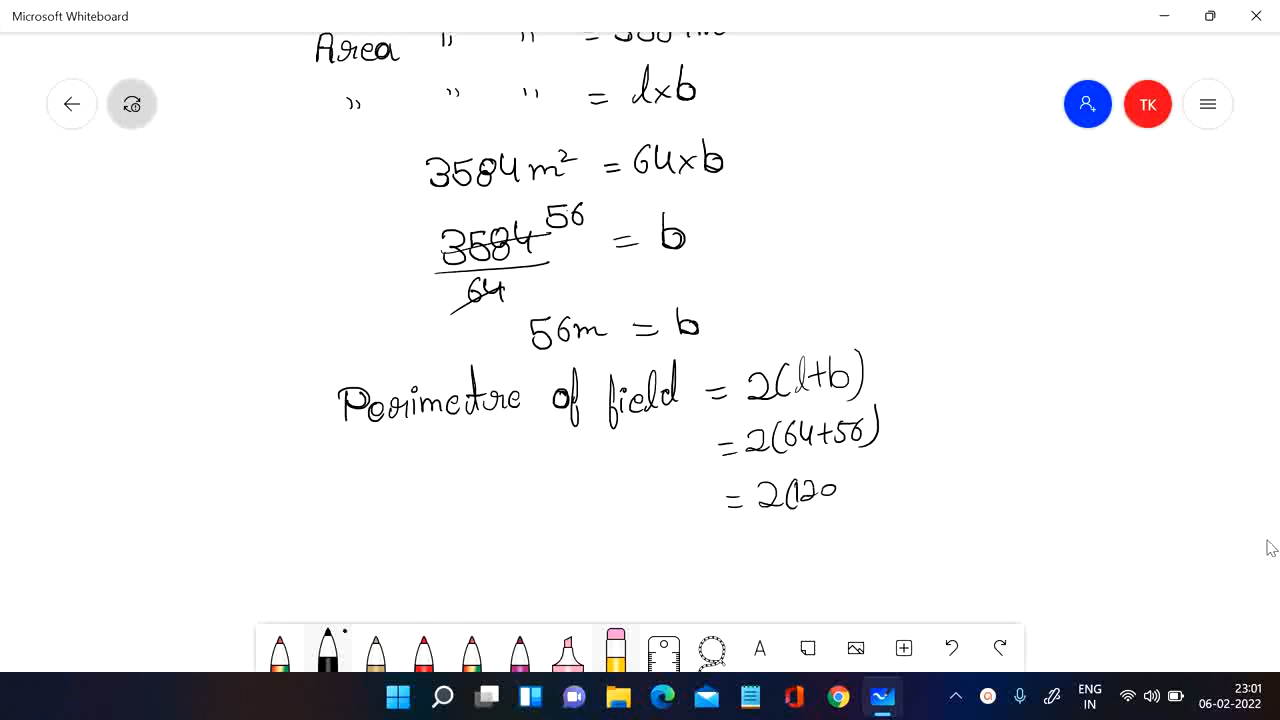 Microsoft Whiteboard
Area " " =
" " " = l×b
TK
3584 m² = 64×b
3584 56 = b
64
56m = b
Perimetre of field = 2(l+b)
= 2(64+56)
= 2(120
A
ENG
IN
23:01
06-02-2022